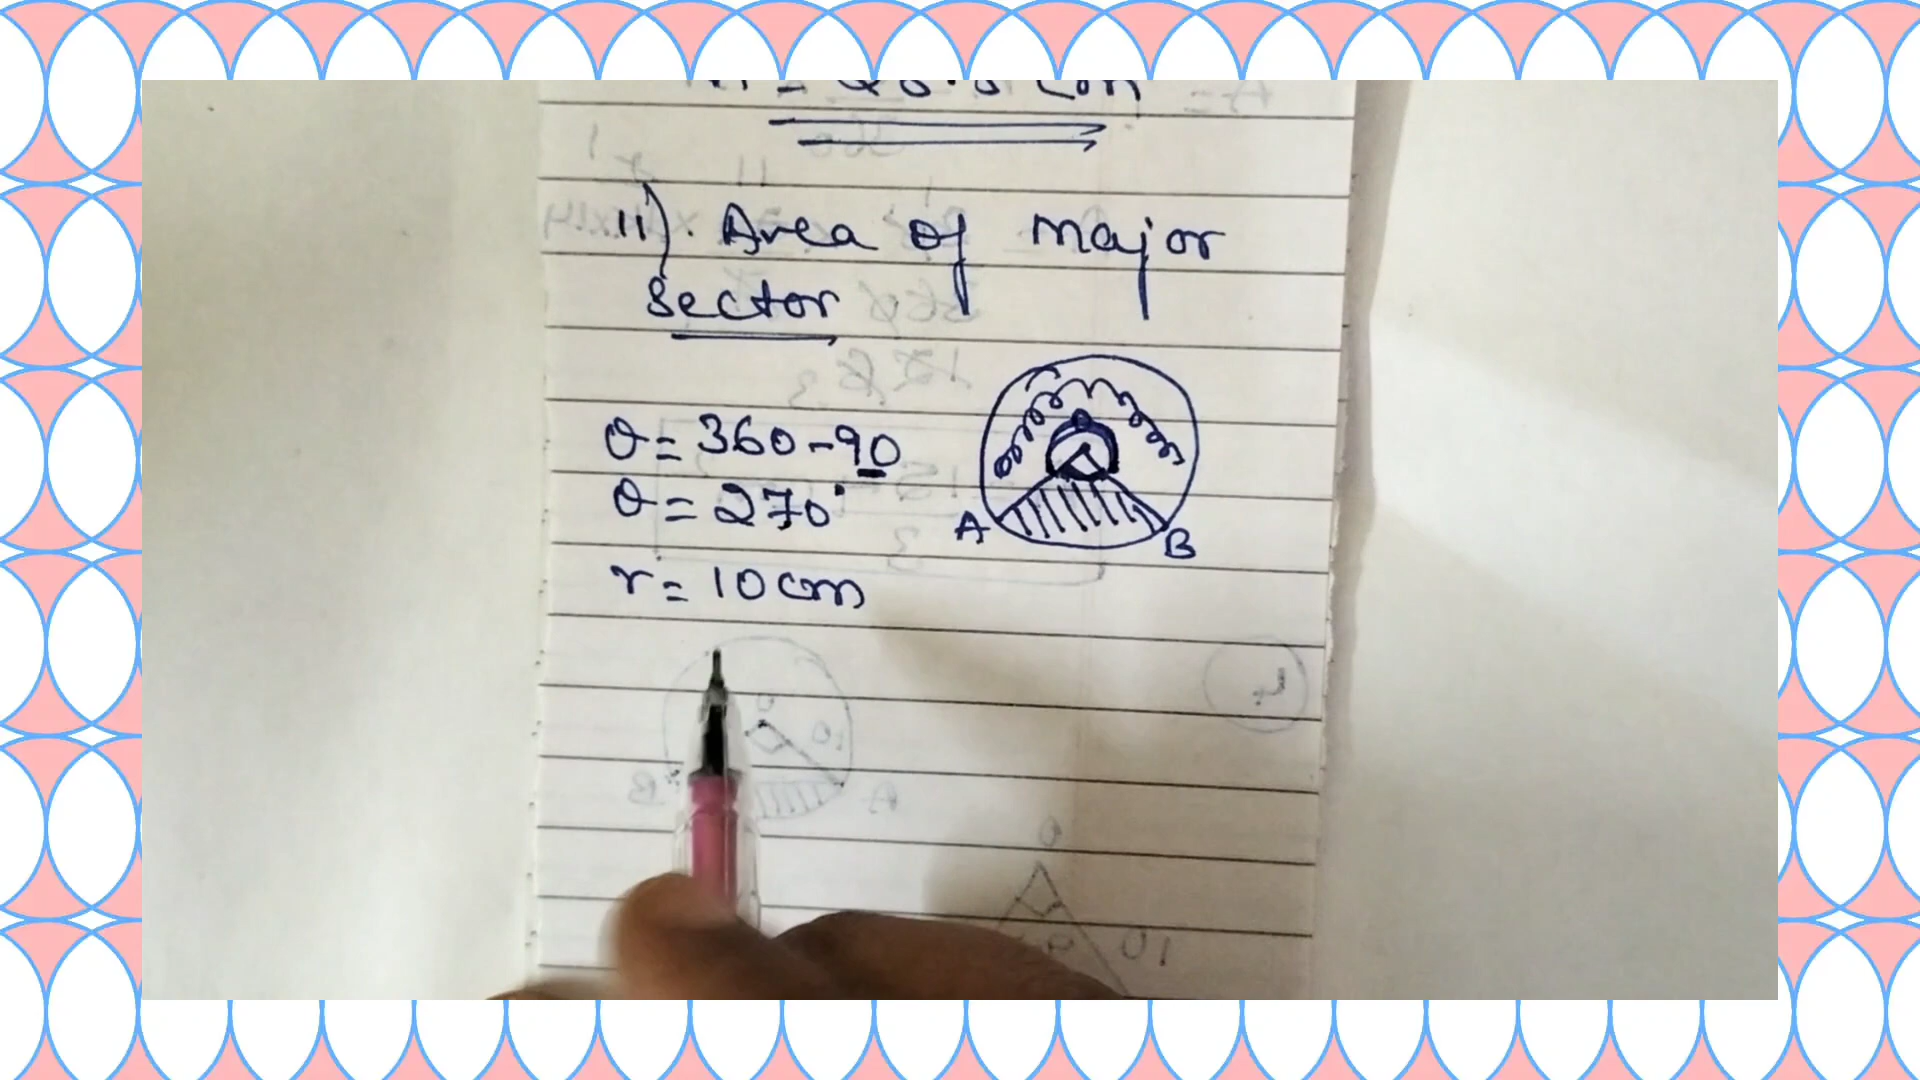 11). Area of major
sector
θ = 360-90
θ = 270°
r = 10 cm
O
A
B